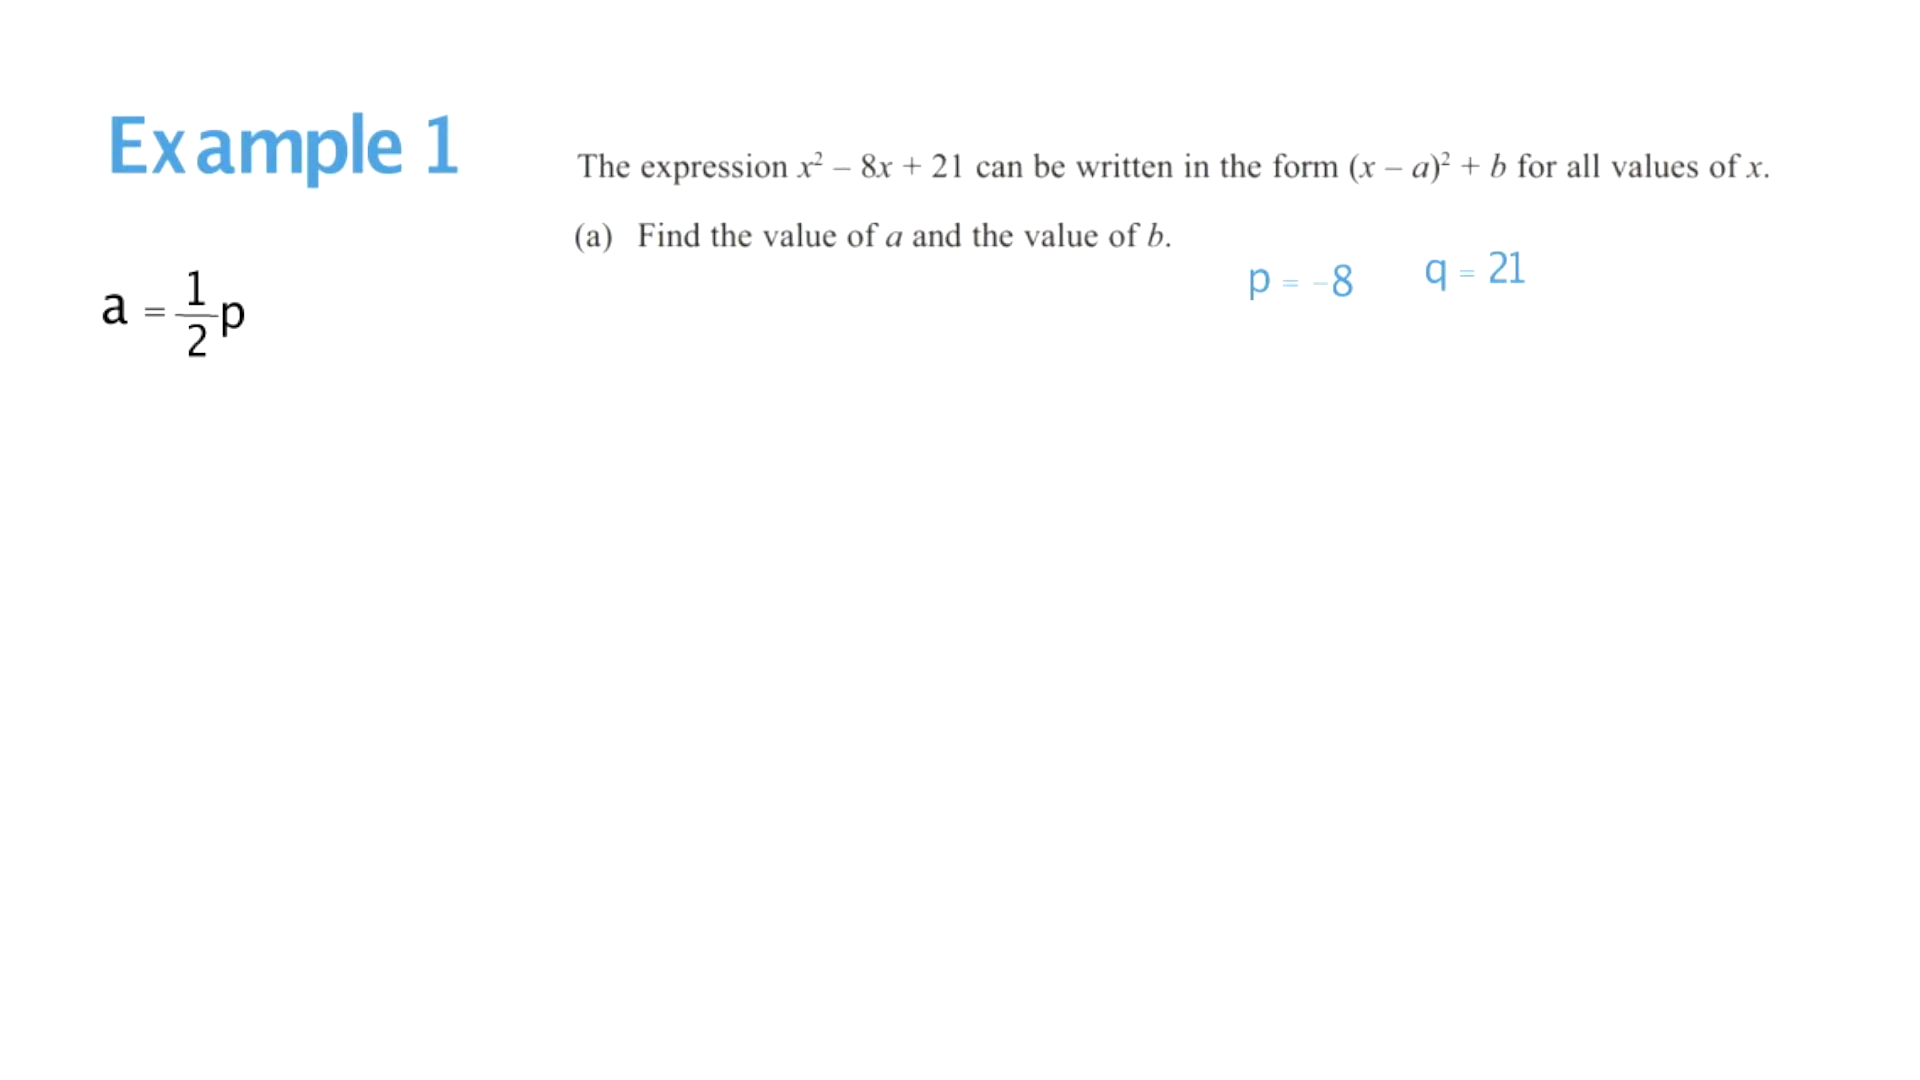 Example 1
The expression x² – 8x + 21 can be written in the form (x – a)² + b for all values of x.
(a) Find the value of a and the value of b.
p = -8 q = 21
a = 1/2 p